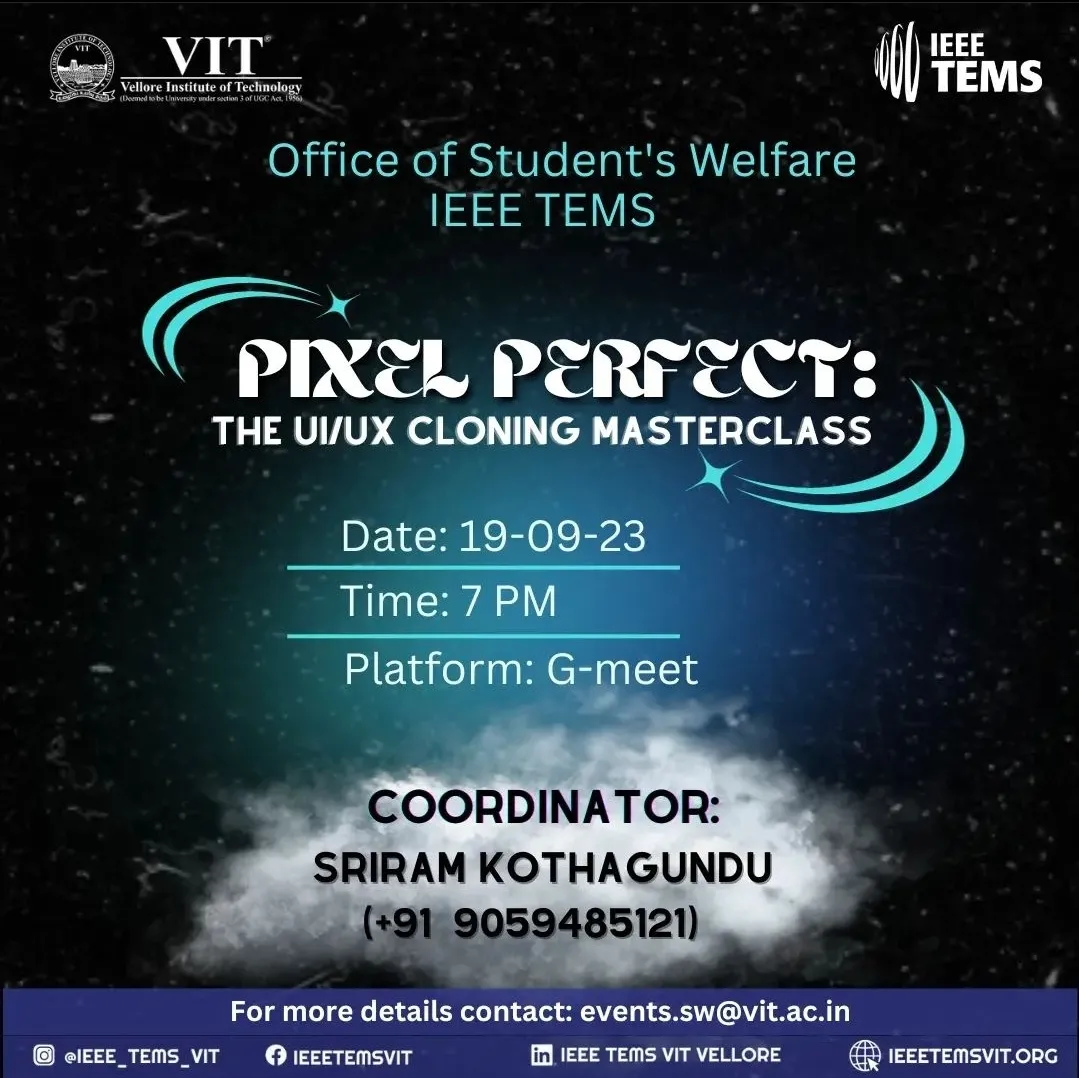 VIT
Vellore Institute of Technology
(Deemed to be University under section 3 of UGC Act, 1956)
IEEE
TEMS
Office of Student's Welfare
IEEE TEMS
PIXEL PERFECT:
THE UI/UX CLONING MASTERCLASS
Date: 19-09-23
Time: 7 PM
Platform: G-meet
COORDINATOR:
SRIRAM KOTHAGUNDU
(+91 9059485121)
For more details contact: events.sw@vit.ac.in
@IEEE_TEMS_VIT
IEEETEMSVIT
IEEE TEMS VIT VELLORE
IEEETEMSVIT.ORG